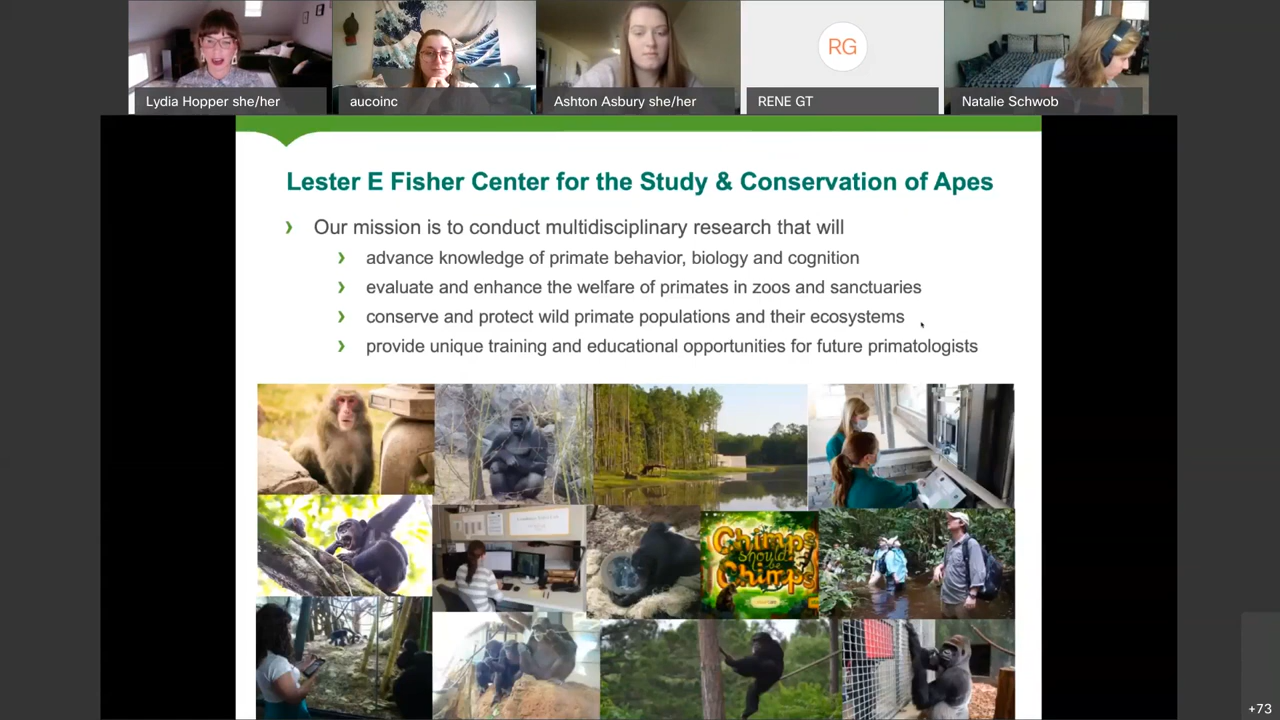 RG
Lydia Hopper she/her
aucoinc
Ashton Asbury she/her
RENE GT
Natalie Schwob
Lester E Fisher Center for the Study & Conservation of Apes
Our mission is to conduct multidisciplinary research that will
advance knowledge of primate behavior, biology and cognition
evaluate and enhance the welfare of primates in zoos and sanctuaries
conserve and protect wild primate populations and their ecosystems
provide unique training and educational opportunities for future primatologists
Chimps
should
be
Chimps
+73